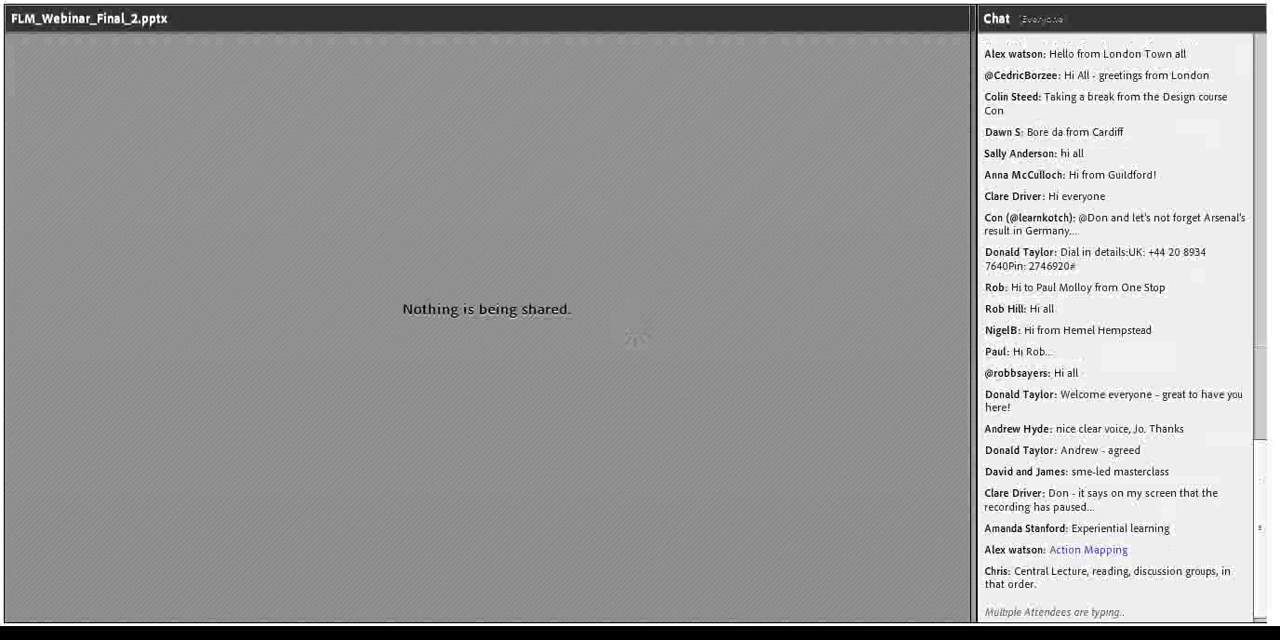 FLM_Webinar_Final_2.pptx
Nothing is being shared.
Chat (Everyone)
Alex watson: Hello from London Town all
@CedricBorzee: Hi All - greetings from London
Colin Steed: Taking a break from the Design course
Con
Dawn S: Bore da from Cardiff
Sally Anderson: hi all
Anna McCulloch: Hi from Guildford!
Clare Driver: Hi everyone
Con (@learnkotch): @Don and let's not forget Arsenal's
result in Germany....
Donald Taylor: Dial in details:UK: +44 20 8934
7640Pin: 2746920#
Rob: Hi to Paul Molloy from One Stop
Rob Hill: Hi all
NigelB: Hi from Hemel Hempstead
Paul: Hi Rob...
@robbsayers: Hi all
Donald Taylor: Welcome everyone - great to have you
here!
Andrew Hyde: nice clear voice, Jo. Thanks
Donald Taylor: Andrew - agreed
David and James: sme-led masterclass
Clare Driver: Don - it says on my screen that the
recording has paused...
Amanda Stanford: Experiential learning
Alex watson: Action Mapping
Chris: Central Lecture, reading, discussion groups, in
that order.
Multiple Attendees are typing..